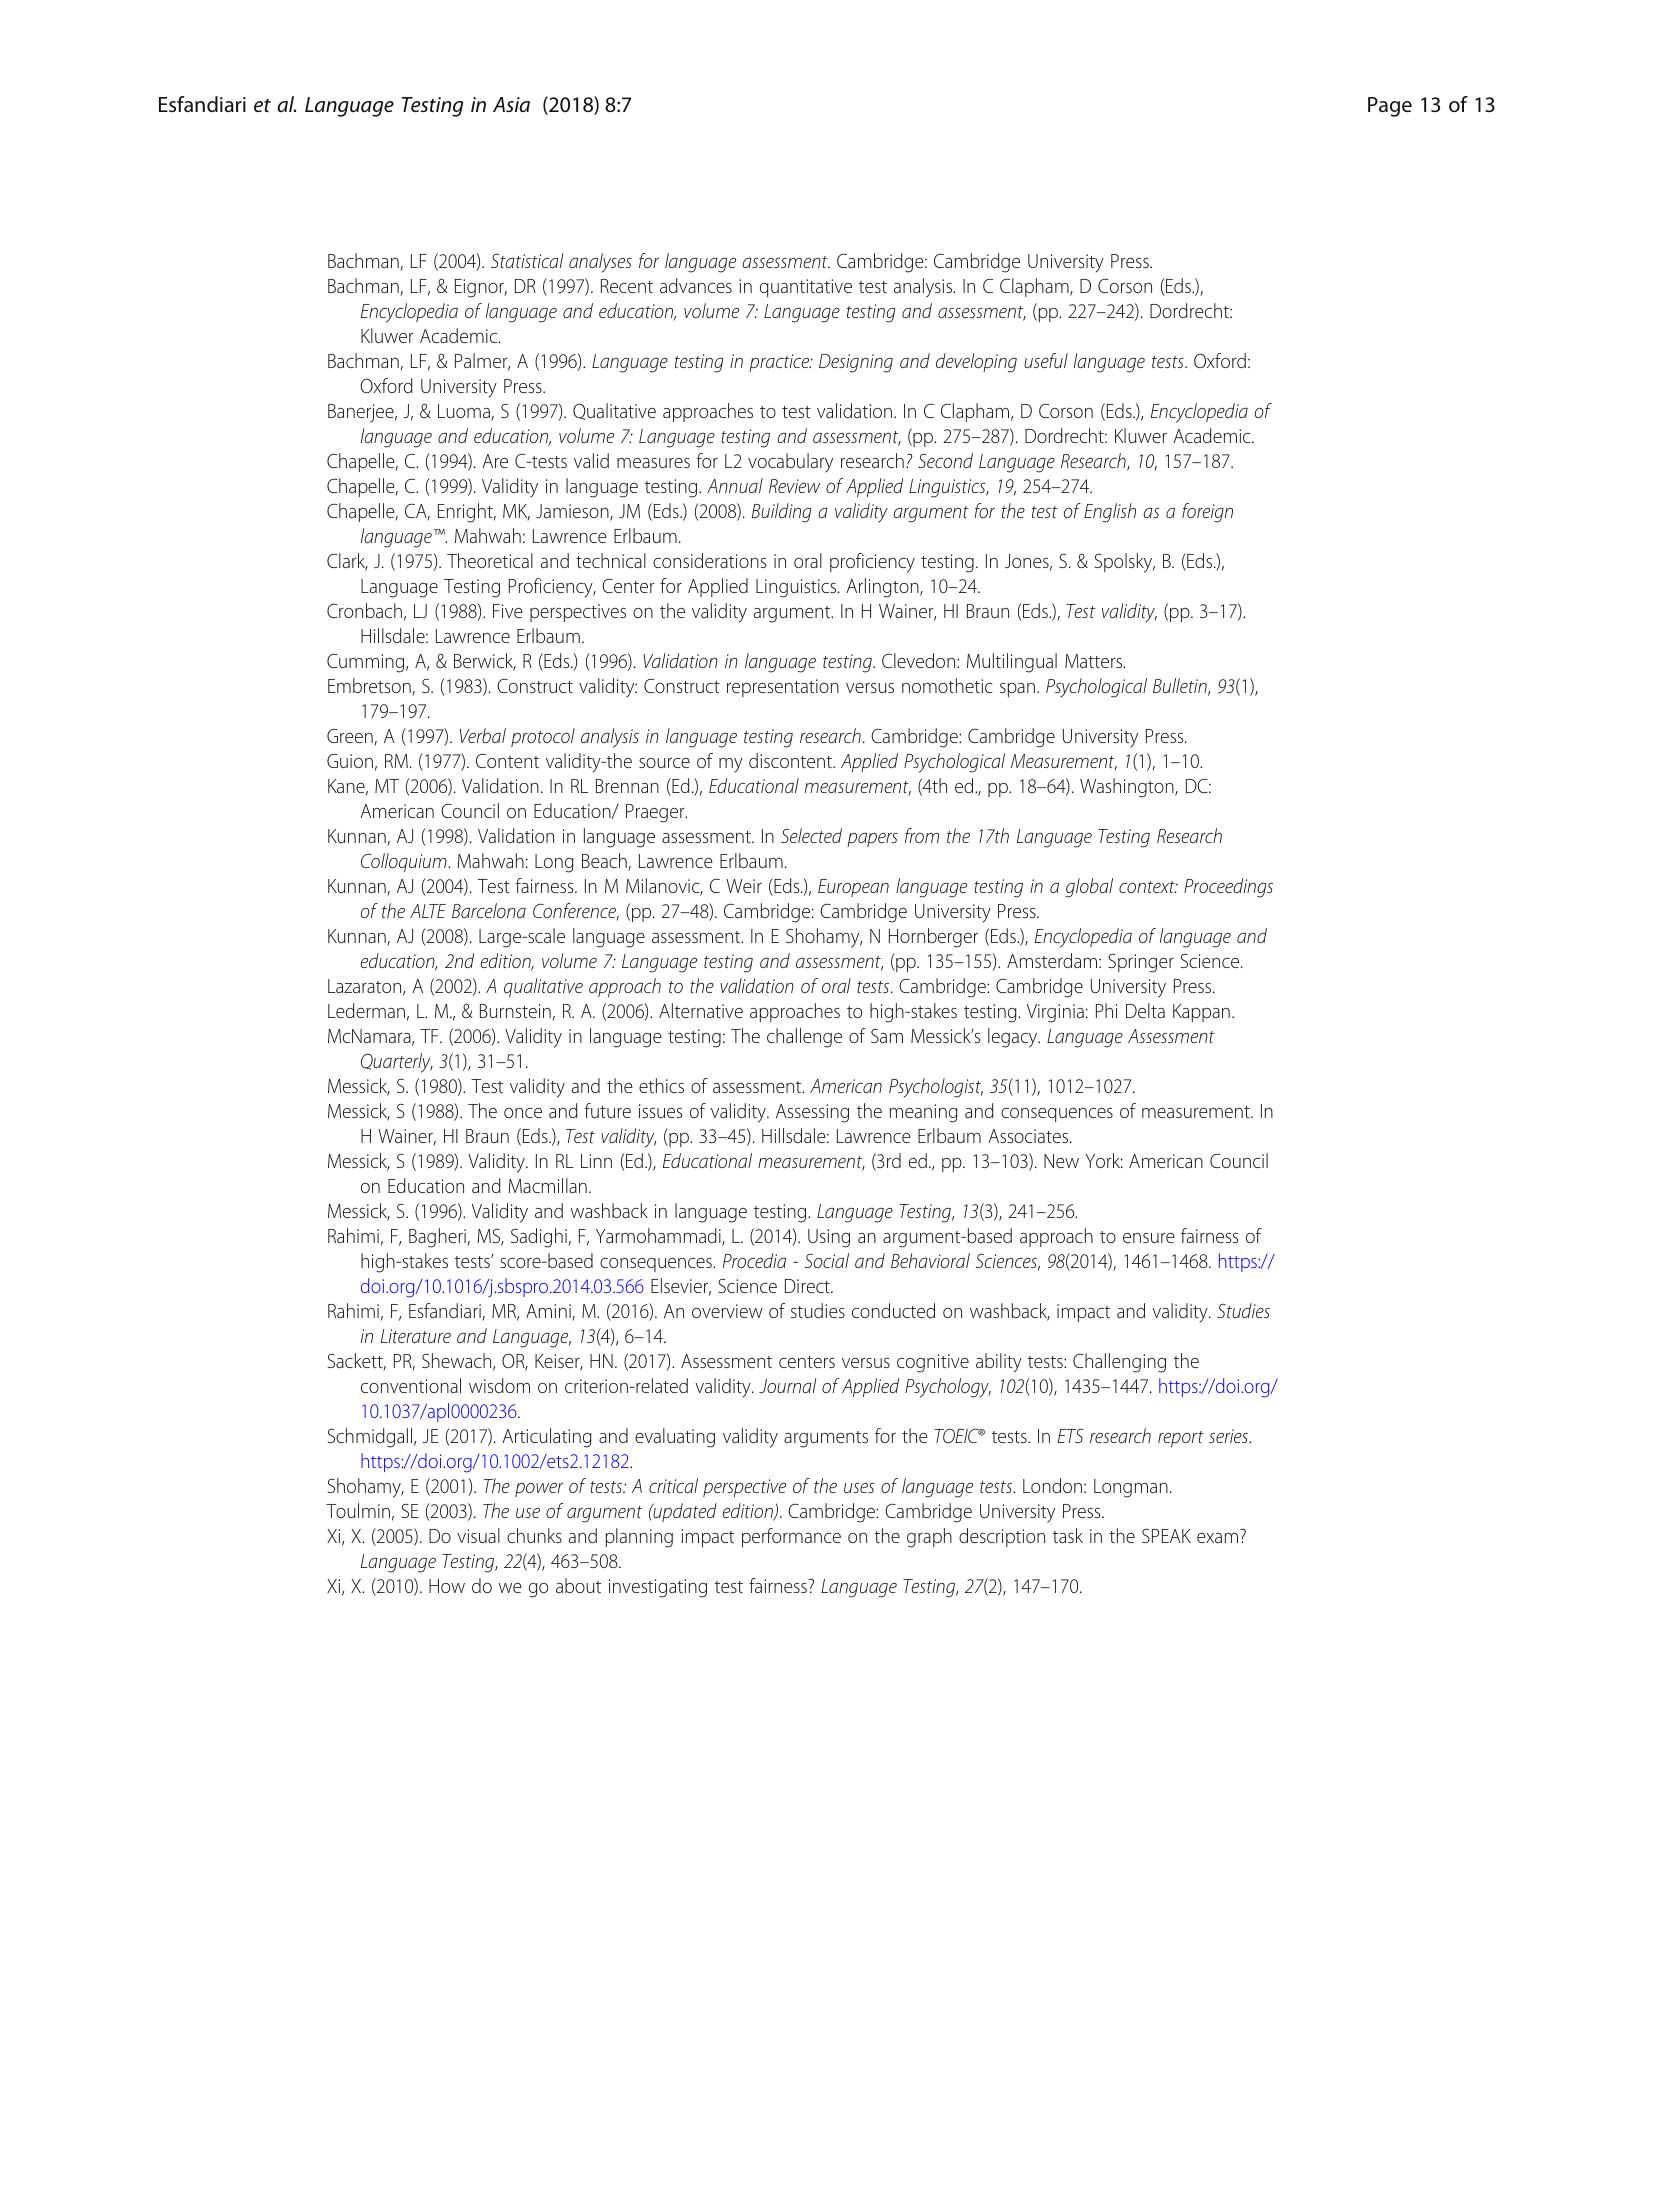 Esfandiari et al. Language Testing in Asia (2018) 8:7
Page 13 of 13
Bachman, LF (2004). Statistical analyses for language assessment. Cambridge: Cambridge University Press.
Bachman, LF, & Eignor, DR (1997). Recent advances in quantitative test analysis. In C Clapham, D Corson (Eds.),
Encyclopedia of language and education, volume 7: Language testing and assessment, (pp. 227–242). Dordrecht:
Kluwer Academic.
Bachman, LF, & Palmer, A (1996). Language testing in practice: Designing and developing useful language tests. Oxford:
Oxford University Press.
Banerjee, J, & Luoma, S (1997). Qualitative approaches to test validation. In C Clapham, D Corson (Eds.), Encyclopedia of
language and education, volume 7: Language testing and assessment, (pp. 275–287). Dordrecht: Kluwer Academic.
Chapelle, C. (1994). Are C-tests valid measures for L2 vocabulary research? Second Language Research, 10, 157–187.
Chapelle, C. (1999). Validity in language testing. Annual Review of Applied Linguistics, 19, 254–274.
Chapelle, CA, Enright, MK, Jamieson, JM (Eds.) (2008). Building a validity argument for the test of English as a foreign
language™. Mahwah: Lawrence Erlbaum.
Clark, J. (1975). Theoretical and technical considerations in oral proficiency testing. In Jones, S. & Spolsky, B. (Eds.),
Language Testing Proficiency, Center for Applied Linguistics. Arlington, 10–24.
Cronbach, LJ (1988). Five perspectives on the validity argument. In H Wainer, HI Braun (Eds.), Test validity, (pp. 3–17).
Hillsdale: Lawrence Erlbaum.
Cumming, A, & Berwick, R (Eds.) (1996). Validation in language testing. Clevedon: Multilingual Matters.
Embretson, S. (1983). Construct validity: Construct representation versus nomothetic span. Psychological Bulletin, 93(1),
179–197.
Green, A (1997). Verbal protocol analysis in language testing research. Cambridge: Cambridge University Press.
Guion, RM. (1977). Content validity-the source of my discontent. Applied Psychological Measurement, 1(1), 1–10.
Kane, MT (2006). Validation. In RL Brennan (Ed.), Educational measurement, (4th ed., pp. 18–64). Washington, DC:
American Council on Education/ Praeger.
Kunnan, AJ (1998). Validation in language assessment. In Selected papers from the 17th Language Testing Research
Colloquium. Mahwah: Long Beach, Lawrence Erlbaum.
Kunnan, AJ (2004). Test fairness. In M Milanovic, C Weir (Eds.), European language testing in a global context: Proceedings
of the ALTE Barcelona Conference, (pp. 27–48). Cambridge: Cambridge University Press.
Kunnan, AJ (2008). Large-scale language assessment. In E Shohamy, N Hornberger (Eds.), Encyclopedia of language and
education, 2nd edition, volume 7: Language testing and assessment, (pp. 135–155). Amsterdam: Springer Science.
Lazaraton, A (2002). A qualitative approach to the validation of oral tests. Cambridge: Cambridge University Press.
Lederman, L. M., & Burnstein, R. A. (2006). Alternative approaches to high-stakes testing. Virginia: Phi Delta Kappan.
McNamara, TF. (2006). Validity in language testing: The challenge of Sam Messick’s legacy. Language Assessment
Quarterly, 3(1), 31–51.
Messick, S. (1980). Test validity and the ethics of assessment. American Psychologist, 35(11), 1012–1027.
Messick, S (1988). The once and future issues of validity. Assessing the meaning and consequences of measurement. In
H Wainer, HI Braun (Eds.), Test validity, (pp. 33–45). Hillsdale: Lawrence Erlbaum Associates.
Messick, S (1989). Validity. In RL Linn (Ed.), Educational measurement, (3rd ed., pp. 13–103). New York: American Council
on Education and Macmillan.
Messick, S. (1996). Validity and washback in language testing. Language Testing, 13(3), 241–256.
Rahimi, F, Bagheri, MS, Sadighi, F, Yarmohammadi, L. (2014). Using an argument-based approach to ensure fairness of
high-stakes tests’ score-based consequences. Procedia - Social and Behavioral Sciences, 98(2014), 1461–1468. https://
doi.org/10.1016/j.sbspro.2014.03.566 Elsevier, Science Direct.
Rahimi, F, Esfandiari, MR, Amini, M. (2016). An overview of studies conducted on washback, impact and validity. Studies
in Literature and Language, 13(4), 6–14.
Sackett, PR, Shewach, OR, Keiser, HN. (2017). Assessment centers versus cognitive ability tests: Challenging the
conventional wisdom on criterion-related validity. Journal of Applied Psychology, 102(10), 1435–1447. https://doi.org/
10.1037/apl0000236.
Schmidgall, JE (2017). Articulating and evaluating validity arguments for the TOEIC® tests. In ETS research report series.
https://doi.org/10.1002/ets2.12182.
Shohamy, E (2001). The power of tests: A critical perspective of the uses of language tests. London: Longman.
Toulmin, SE (2003). The use of argument (updated edition). Cambridge: Cambridge University Press.
Xi, X. (2005). Do visual chunks and planning impact performance on the graph description task in the SPEAK exam?
Language Testing, 22(4), 463–508.
Xi, X. (2010). How do we go about investigating test fairness? Language Testing, 27(2), 147–170.